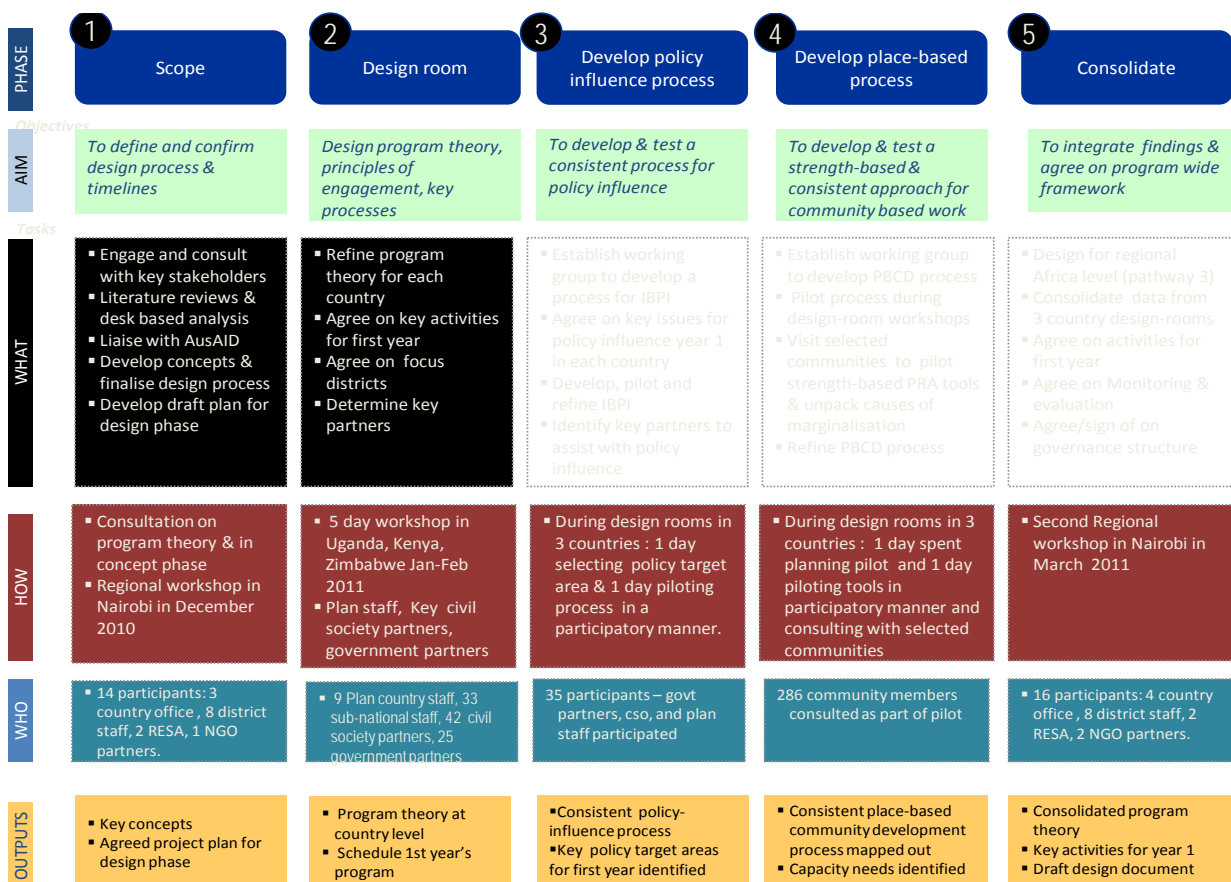 PHASE
1
Scope
2
Design room
3
Develop policy
influence process
4
Develop place-based
process
5
Consolidate
Objectives
AIM
To define and confirm
design process &
timelines
Design program theory,
principles of
engagement, key
processes
To develop & test a
consistent process for
policy influence
To develop & test a
strength-based &
consistent approach for
community based work
To integrate findings &
agree on program wide
framework
Tasks
WHAT
▪ Engage and consult
with key stakeholders
▪ Literature reviews &
desk based analysis
▪ Liaise with AusAID
▪ Develop concepts &
finalise design process
▪ Develop draft plan for
design phase
▪ Refine program
theory for each
country
▪ Agree on key activities
for first year
▪ Agree on focus
districts
▪ Determine key
partners
▪ Establish working
group to develop a
process for IBPI
▪ Agree on key issues for
policy influence year 1
in each country
▪ Develop, pilot and
refine IBPI
▪ Identify key partners to
assist with policy
influence
▪ Establish working group
to develop PBCD process
▪ Pilot process during
design-room workshops
▪ Visit selected
communities to pilot
strength-based PRA tools
& unpack causes of
marginalisation
▪ Refine PBCD process
▪ Design for regional
Africa level (pathway 3)
▪ Consolidate data from
3 country design-rooms
▪ Agree on activities for
first year
▪ Agree on Monitoring &
evaluation
▪ Agree/sign of on
governance structure
HOW
▪ Consultation on
program theory & in
concept phase
▪ Regional workshop in
Nairobi in December
2010
▪ 5 day workshop in
Uganda, Kenya,
Zimbabwe Jan-Feb
2011
▪ Plan staff, Key civil
society partners,
government partners
▪ During design rooms in
3 countries : 1 day
selecting policy target
area & 1 day piloting
process in a
participatory manner.
▪ During design rooms in 3
countries : 1 day spent
planning pilot and 1 day
piloting tools in
participatory manner and
consulting with selected
communities
▪ Second Regional
workshop in Nairobi in
March 2011
WHO
▪ 14 participants: 3
country office , 8 district
staff, 2 RESA, 1 NGO
partners.
▪ 9 Plan country staff, 33
sub-national staff, 42 civil
society partners, 25
government partners
35 participants – govt
partners, cso, and plan
staff participated
286 community members
consulted as part of pilot
▪ 16 participants: 4 country
office , 8 district staff, 2
RESA, 2 NGO partners.
OUTPUTS
▪ Key concepts
▪ Agreed project plan for
design phase
▪ Program theory at
country level
▪ Schedule 1st year's
program
▪Consistent policy-
influence process
▪Key policy target areas
for first year identified
▪ Consistent place-based
community development
process mapped out
▪ Capacity needs identified
▪ Consolidated program
theory
▪ Key activities for year 1
▪ Draft design document